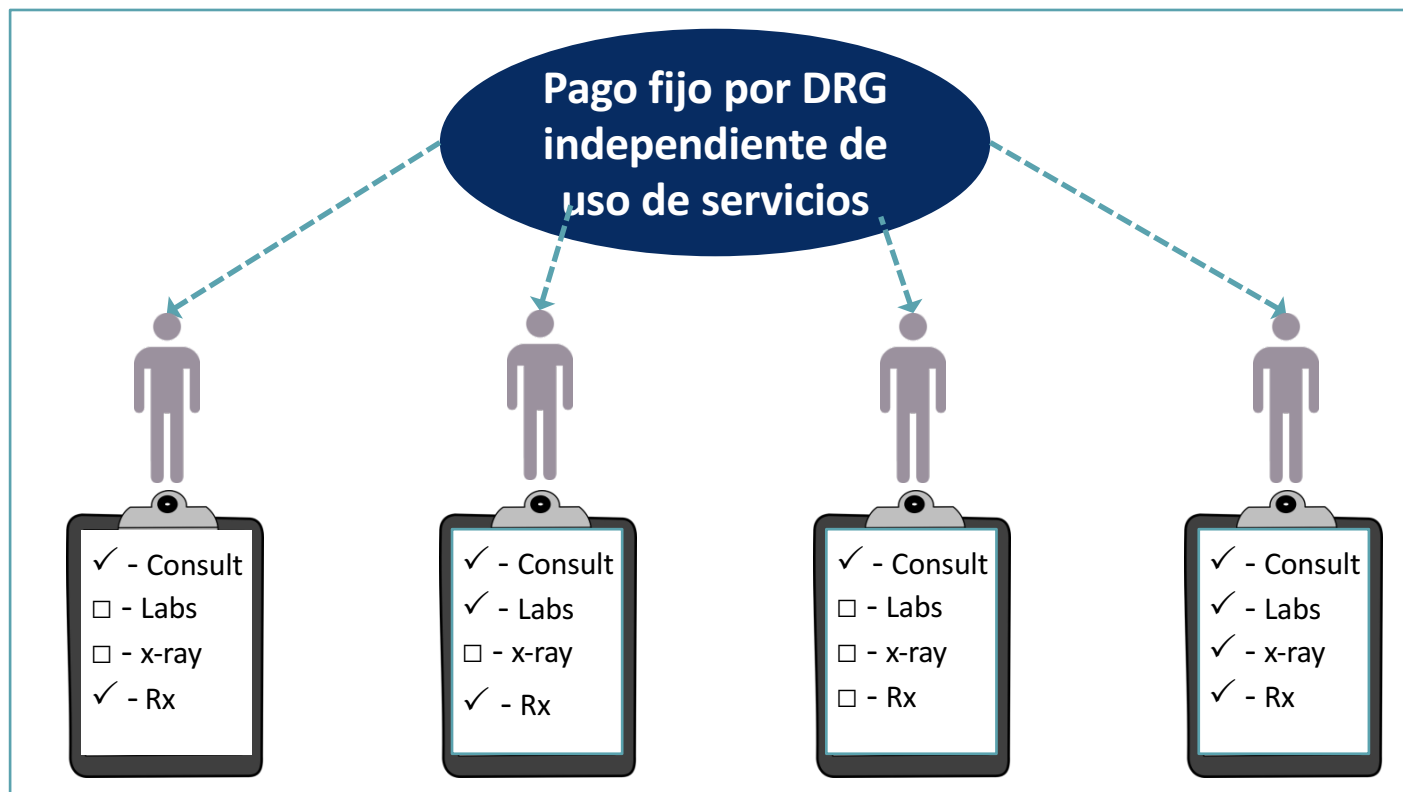 Pago fijo por DRG
independiente de
uso de servicios
✓ - Consult
□ - Labs
□ - x-ray
✓ - Rx
✓ - Consult
✓ - Labs
□ - x-ray
✓ - Rx
✓ - Consult
□ - Labs
□ - x-ray
□ - Rx
✓ - Consult
✓ - Labs
✓ - x-ray
✓ - Rx